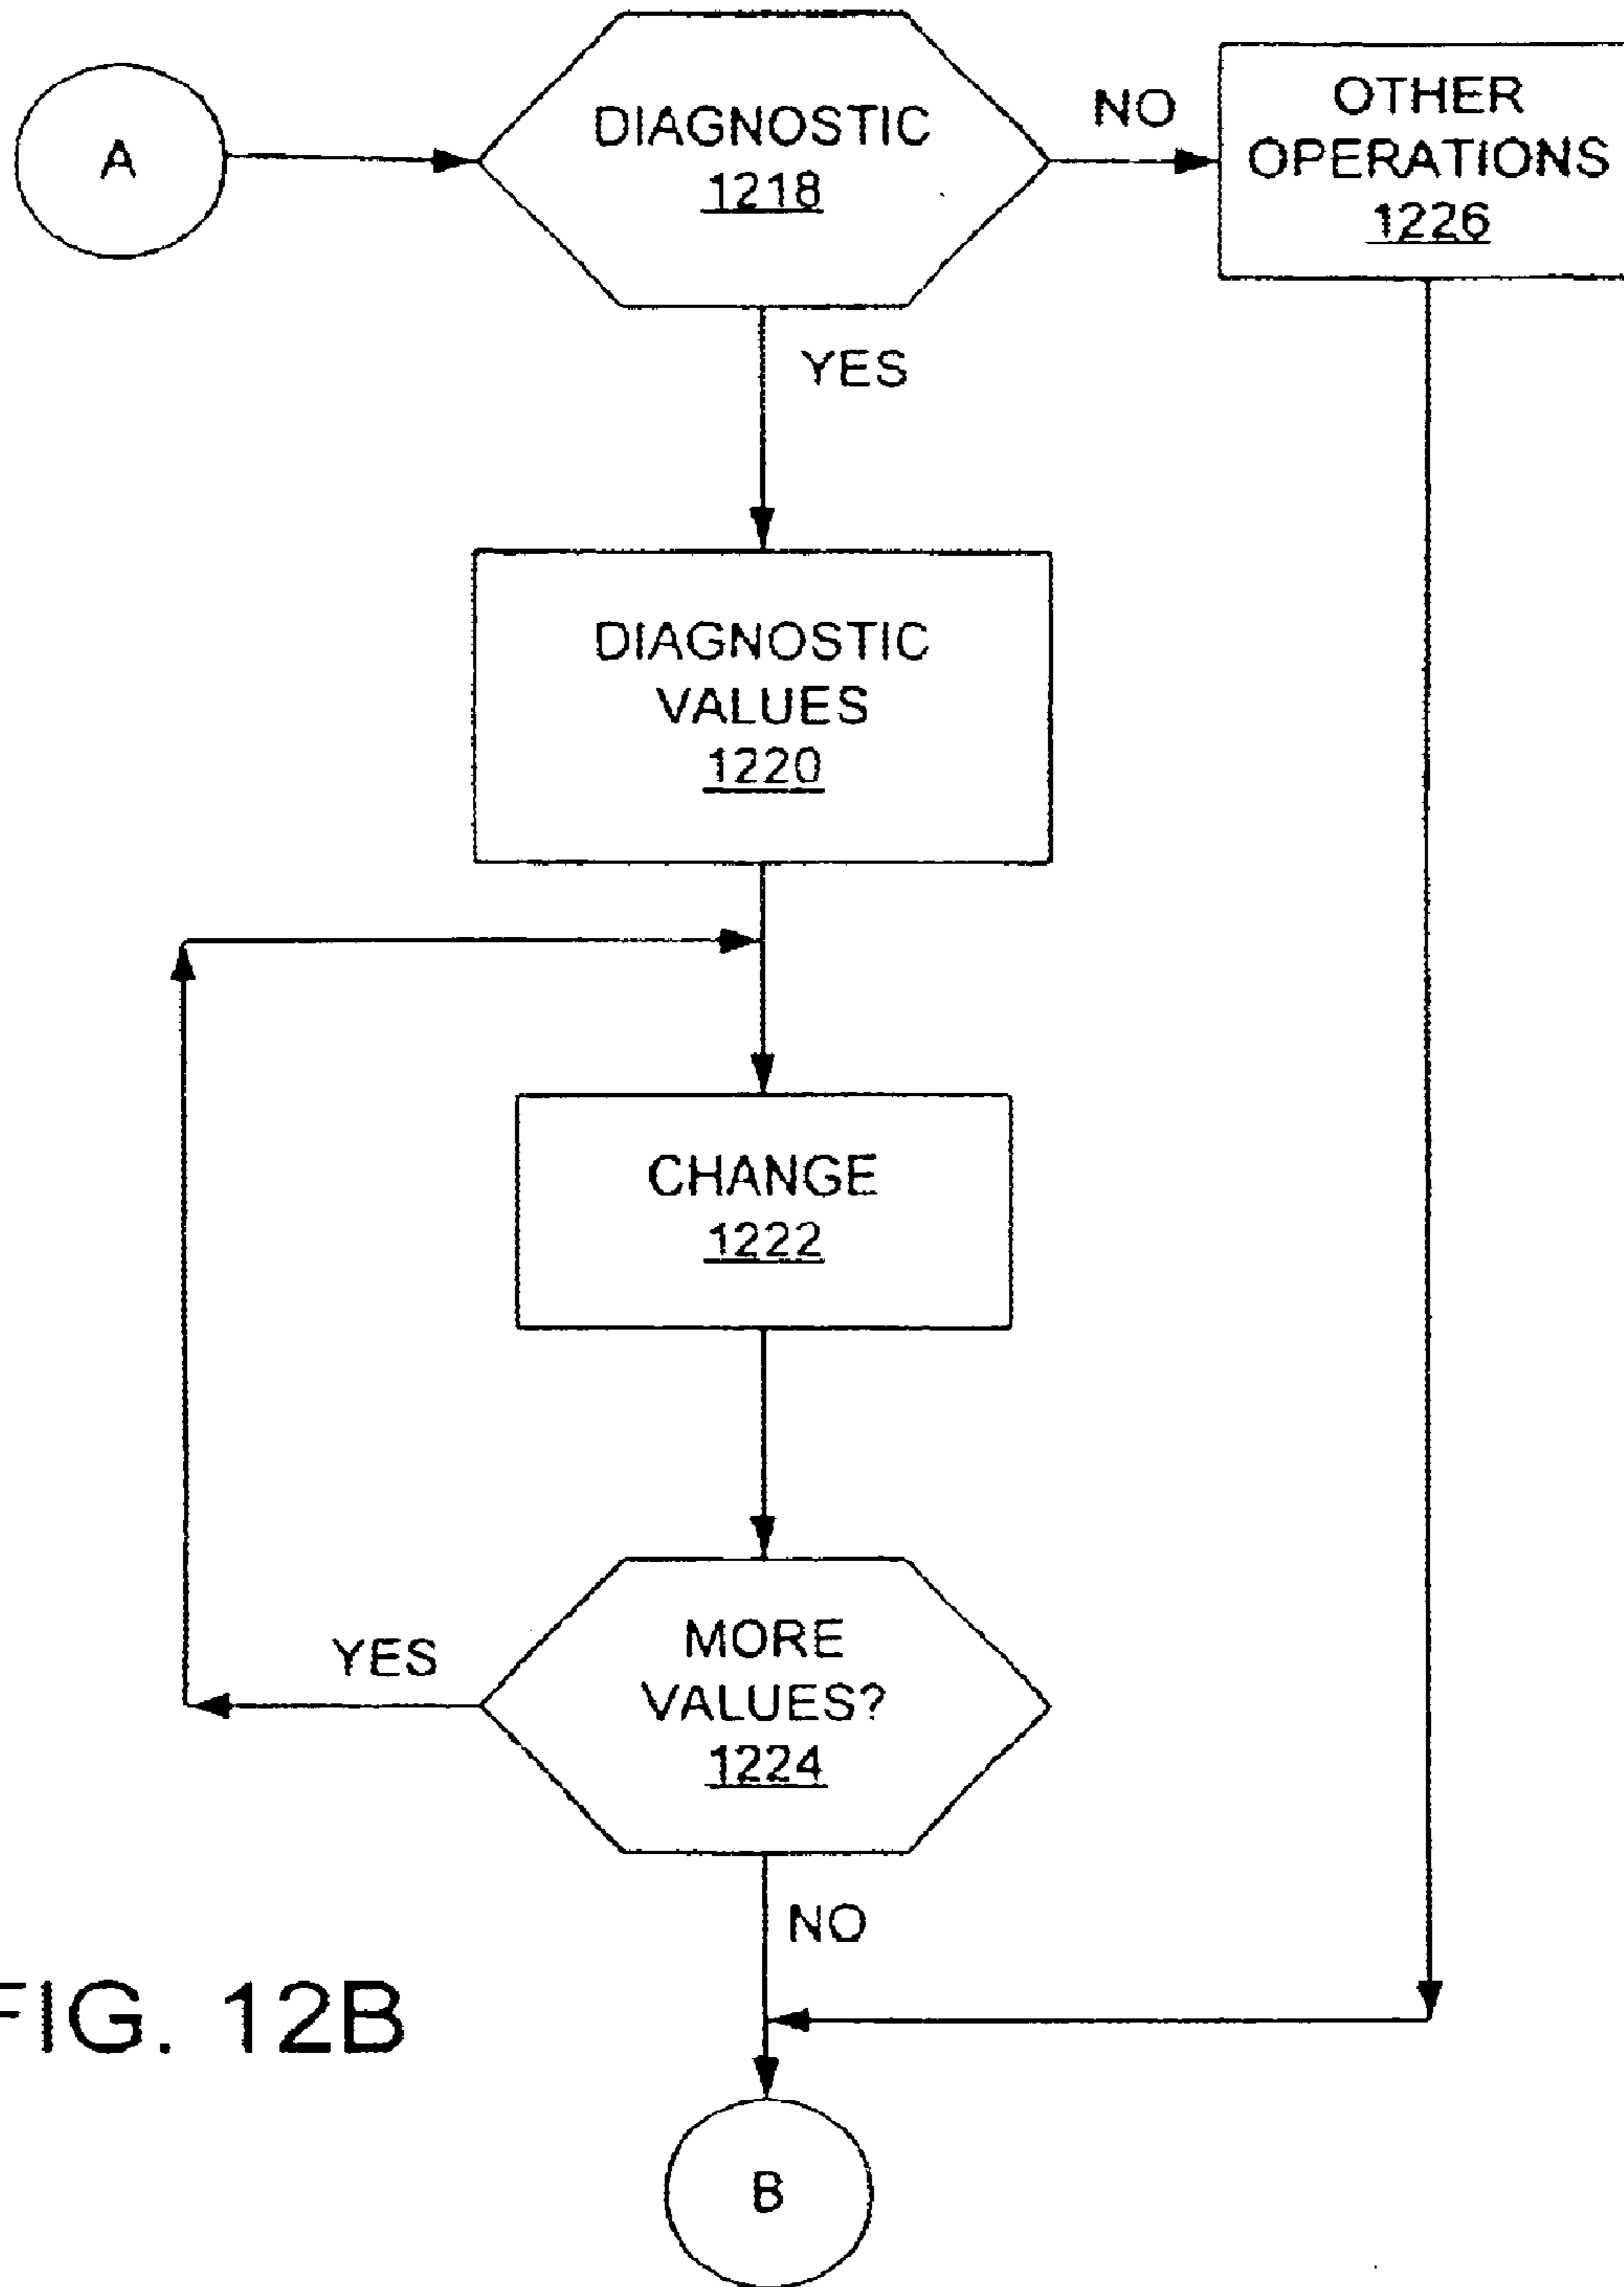 A
DIAGNOSTIC
1218
NO
OTHER
OPERATIONS
1226
YES
DIAGNOSTIC
VALUES
1220
CHANGE
1222
YES
MORE
VALUES?
1224
NO
FIG. 12B
B